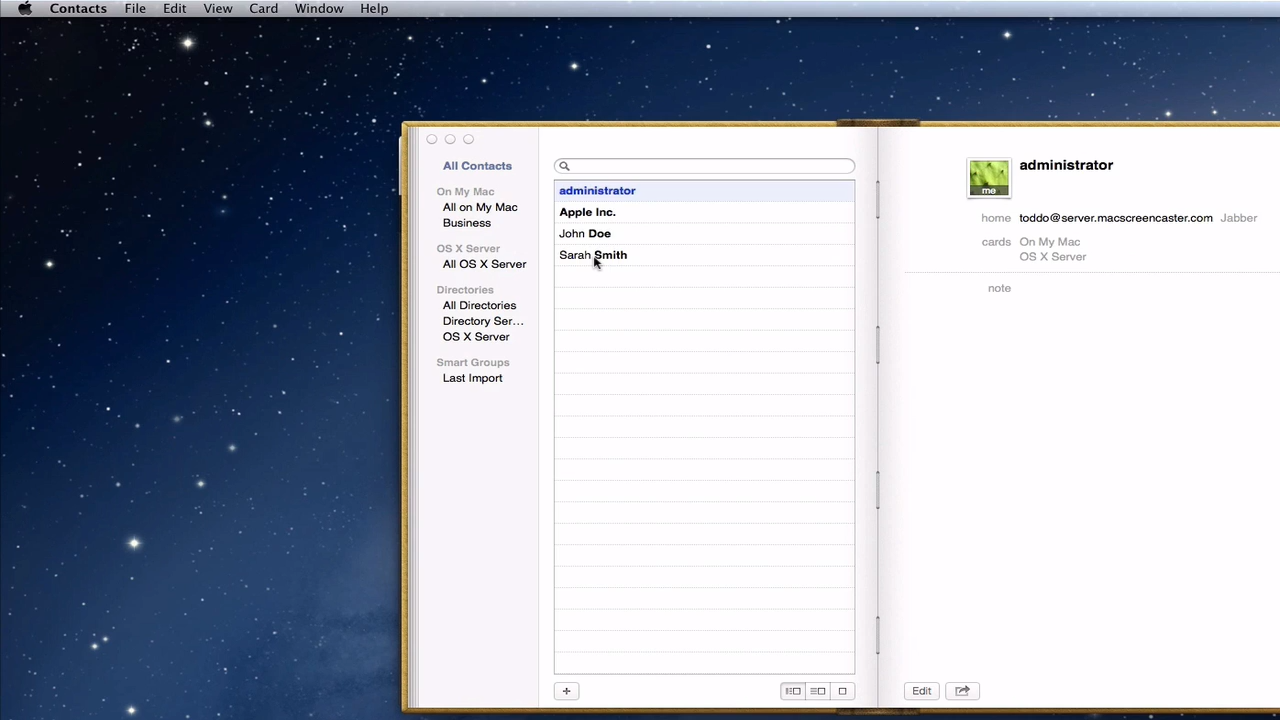 Contacts File Edit View Card Window Help
All Contacts
On My Mac
All on My Mac
Business
OS X Server
All OS X Server
Directories
All Directories
Directory Ser...
OS X Server
Smart Groups
Last Import
administrator
Apple Inc.
John Doe
Sarah Smith
me
administrator
home toddo@server.macscreencaster.com Jabber
cards On My Mac
OS X Server
note
Edit